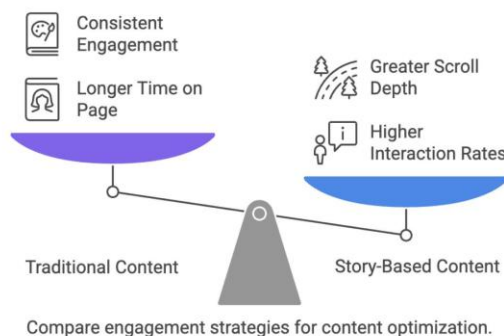 Consistent
Engagement
Longer Time on
Page
Greater Scroll
Depth
Higher
Interaction Rates
Traditional Content
Story-Based Content
Compare engagement strategies for content optimization.